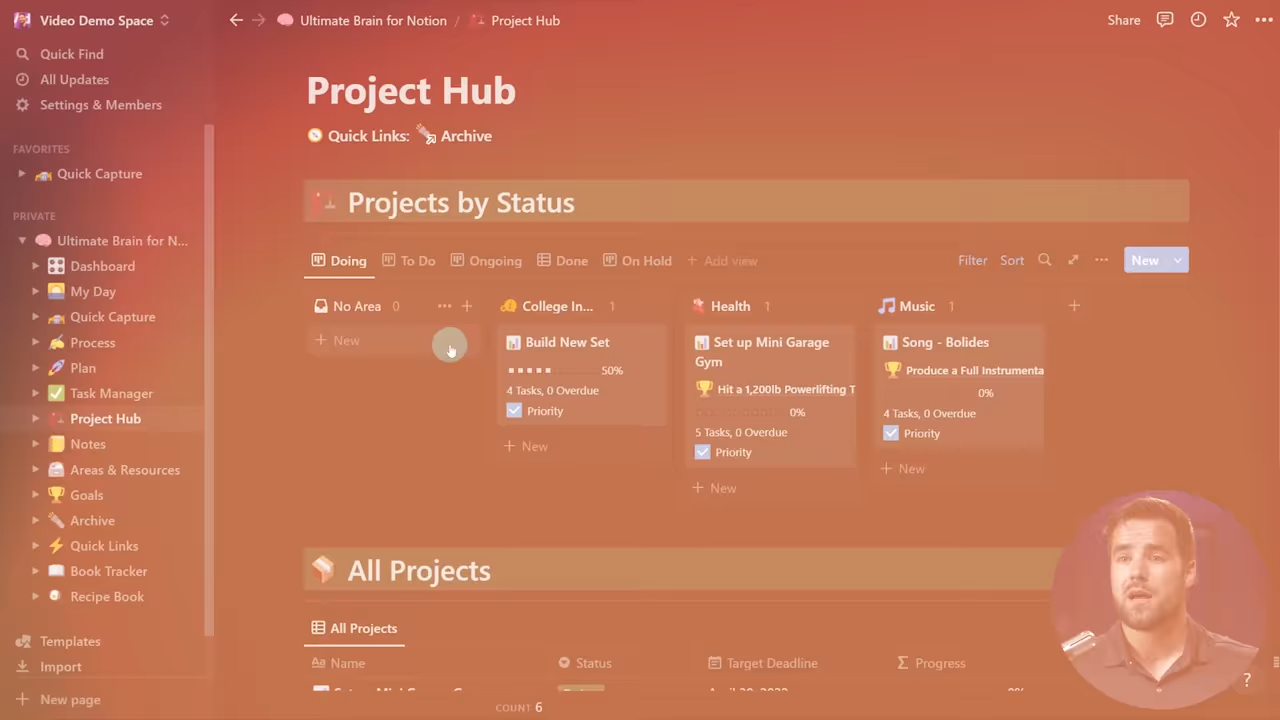 Video Demo Space
Ultimate Brain for Notion / Project Hub
Share
Quick Find
All Updates
Settings & Members
FAVORITES
Quick Capture
PRIVATE
Ultimate Brain for N...
Dashboard
My Day
Quick Capture
Process
Plan
Task Manager
Project Hub
Notes
Areas & Resources
Goals
Archive
Quick Links
Book Tracker
Recipe Book
Templates
Import
New page
Project Hub
Quick Links: Archive
Projects by Status
Doing To Do Ongoing Done On Hold + Add view
Filter Sort New
No Area 0
+ New
College In... 1
Build New Set
50%
4 Tasks, 0 Overdue
Priority
+ New
Health 1
Set up Mini Garage
Gym
Hit a 1,200lb Powerlifting T
0%
5 Tasks, 0 Overdue
Priority
+ New
Music 1
Song - Bolides
Produce a Full Instrumenta
0%
4 Tasks, 0 Overdue
Priority
+ New
All Projects
All Projects
Aa Name Status Target Deadline Σ Progress
COUNT 6
?